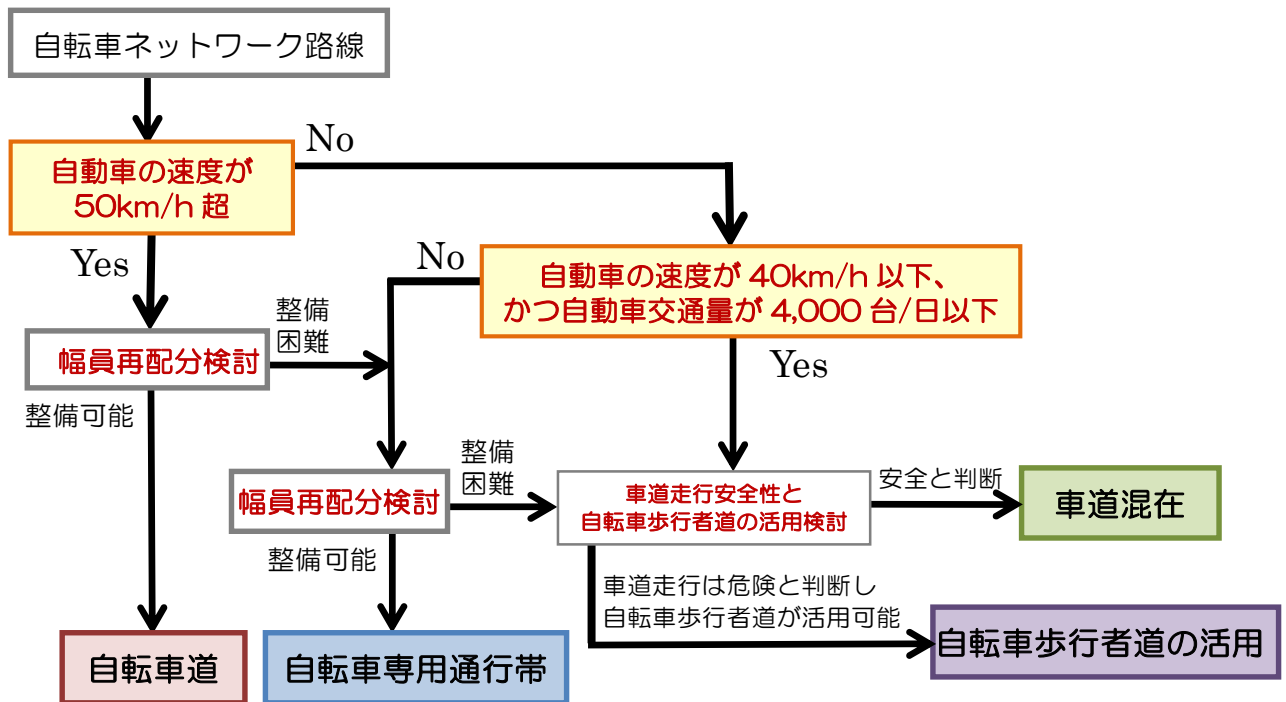 自転車ネットワーク路線
No
自動車の速度が
50km/h 超
Yes
No
自動車の速度が 40km/h 以下、
かつ自動車交通量が 4,000 台/日以下
整備
困難
幅員再配分検討
Yes
整備可能
整備
困難
幅員再配分検討
車道走行安全性と
自転車歩行者道の活用検討
安全と判断
車道混在
整備可能
車道走行は危険と判断し
自転車歩行者道が活用可能
自転車歩行者道の活用
自転車道
自転車専用通行帯